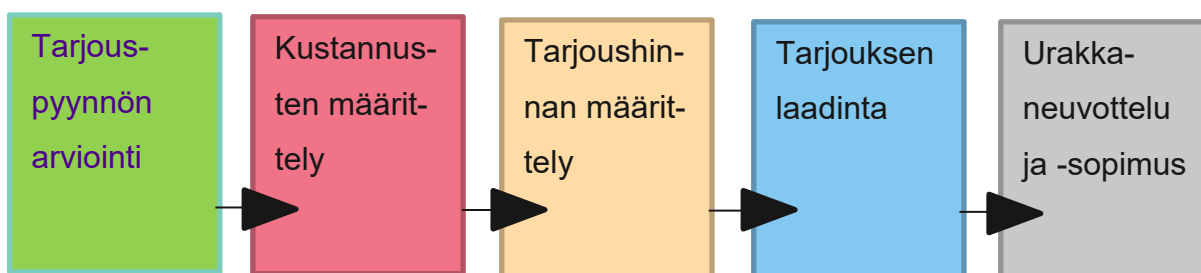 Tarjous-
pyynnön
arviointi
Kustannus-
ten määrit-
tely
Tarjoushin-
nan määrit-
tely
Tarjouksen
laadinta
Urakka-
neuvottelu
ja -sopimus